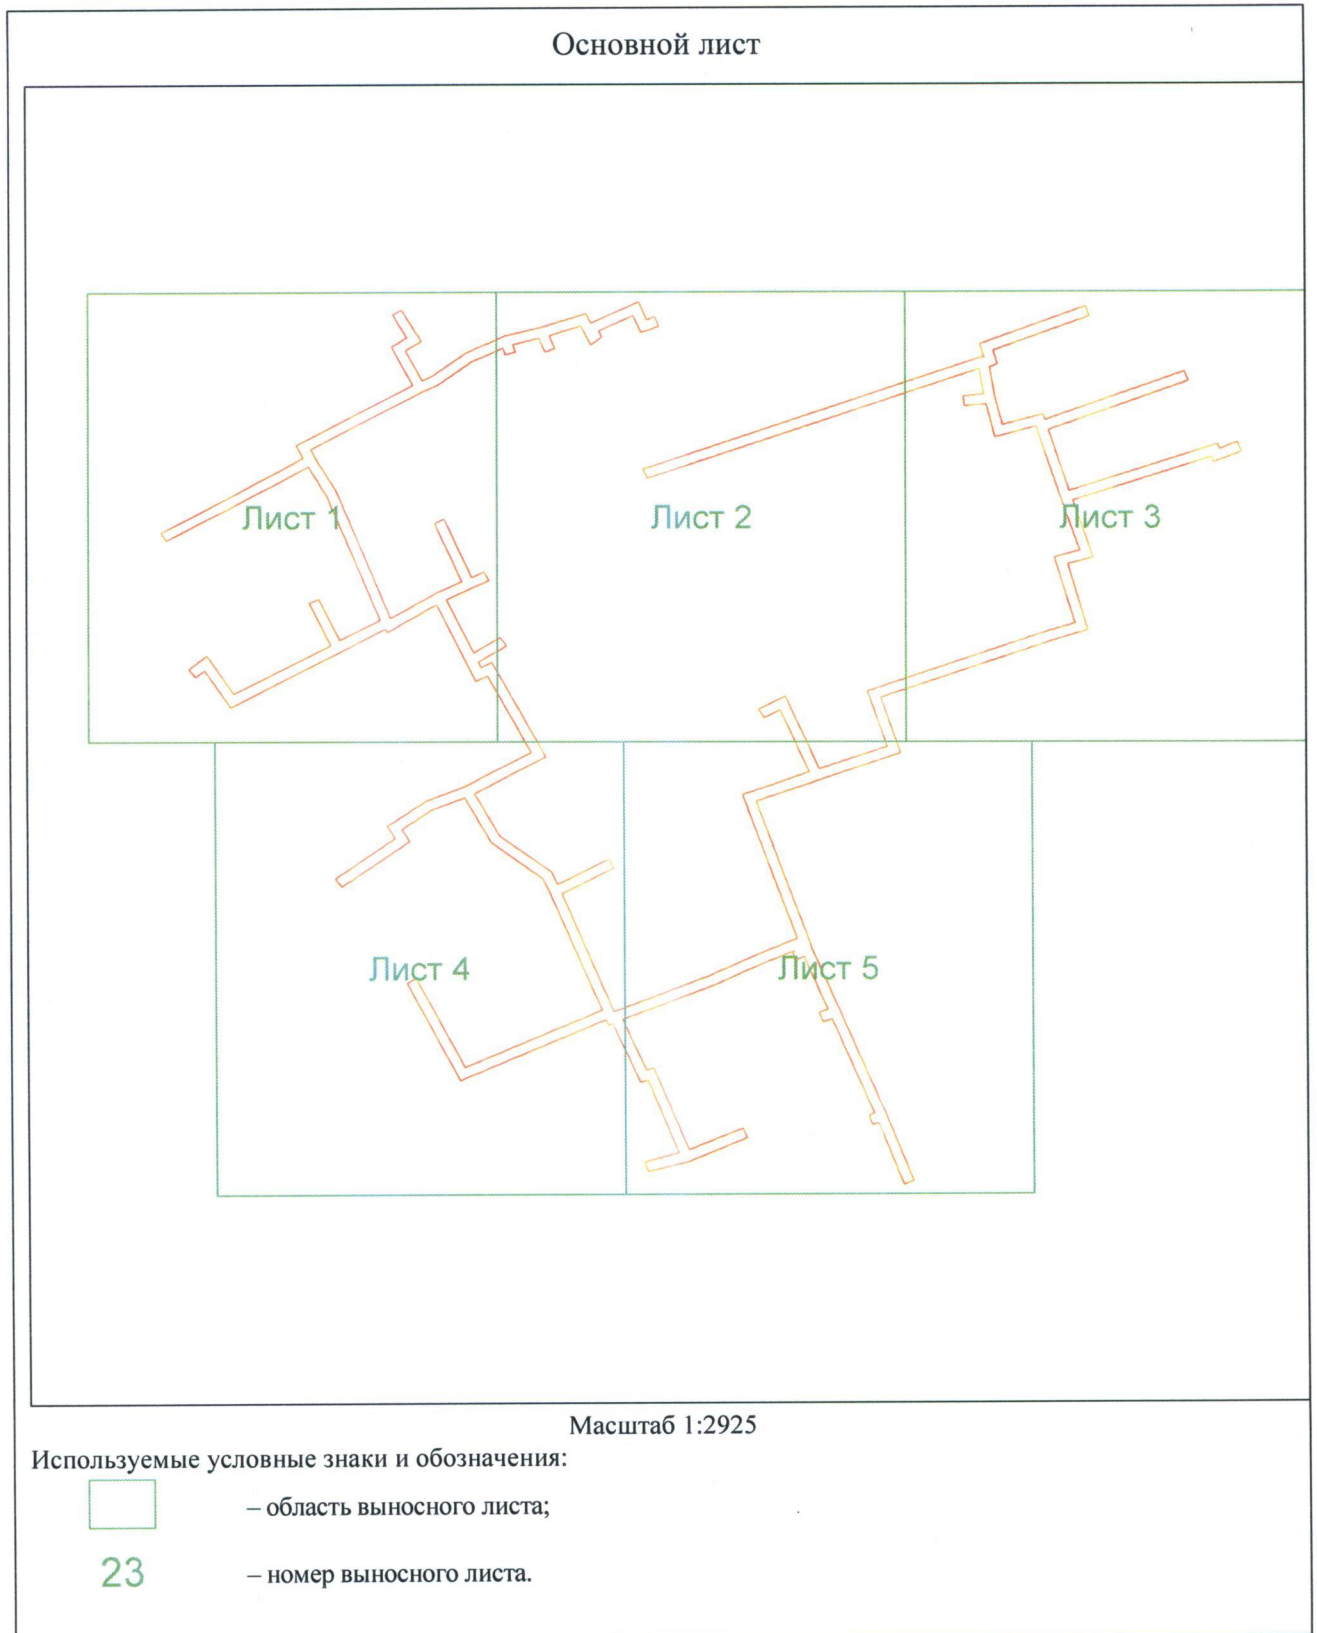 Основной лист
Лист 1
Лист 2
Лист 3
Лист 4
Лист 5
Масштаб 1:2925
Используемые условные знаки и обозначения:
– область выносного листа;
23 – номер выносного листа.